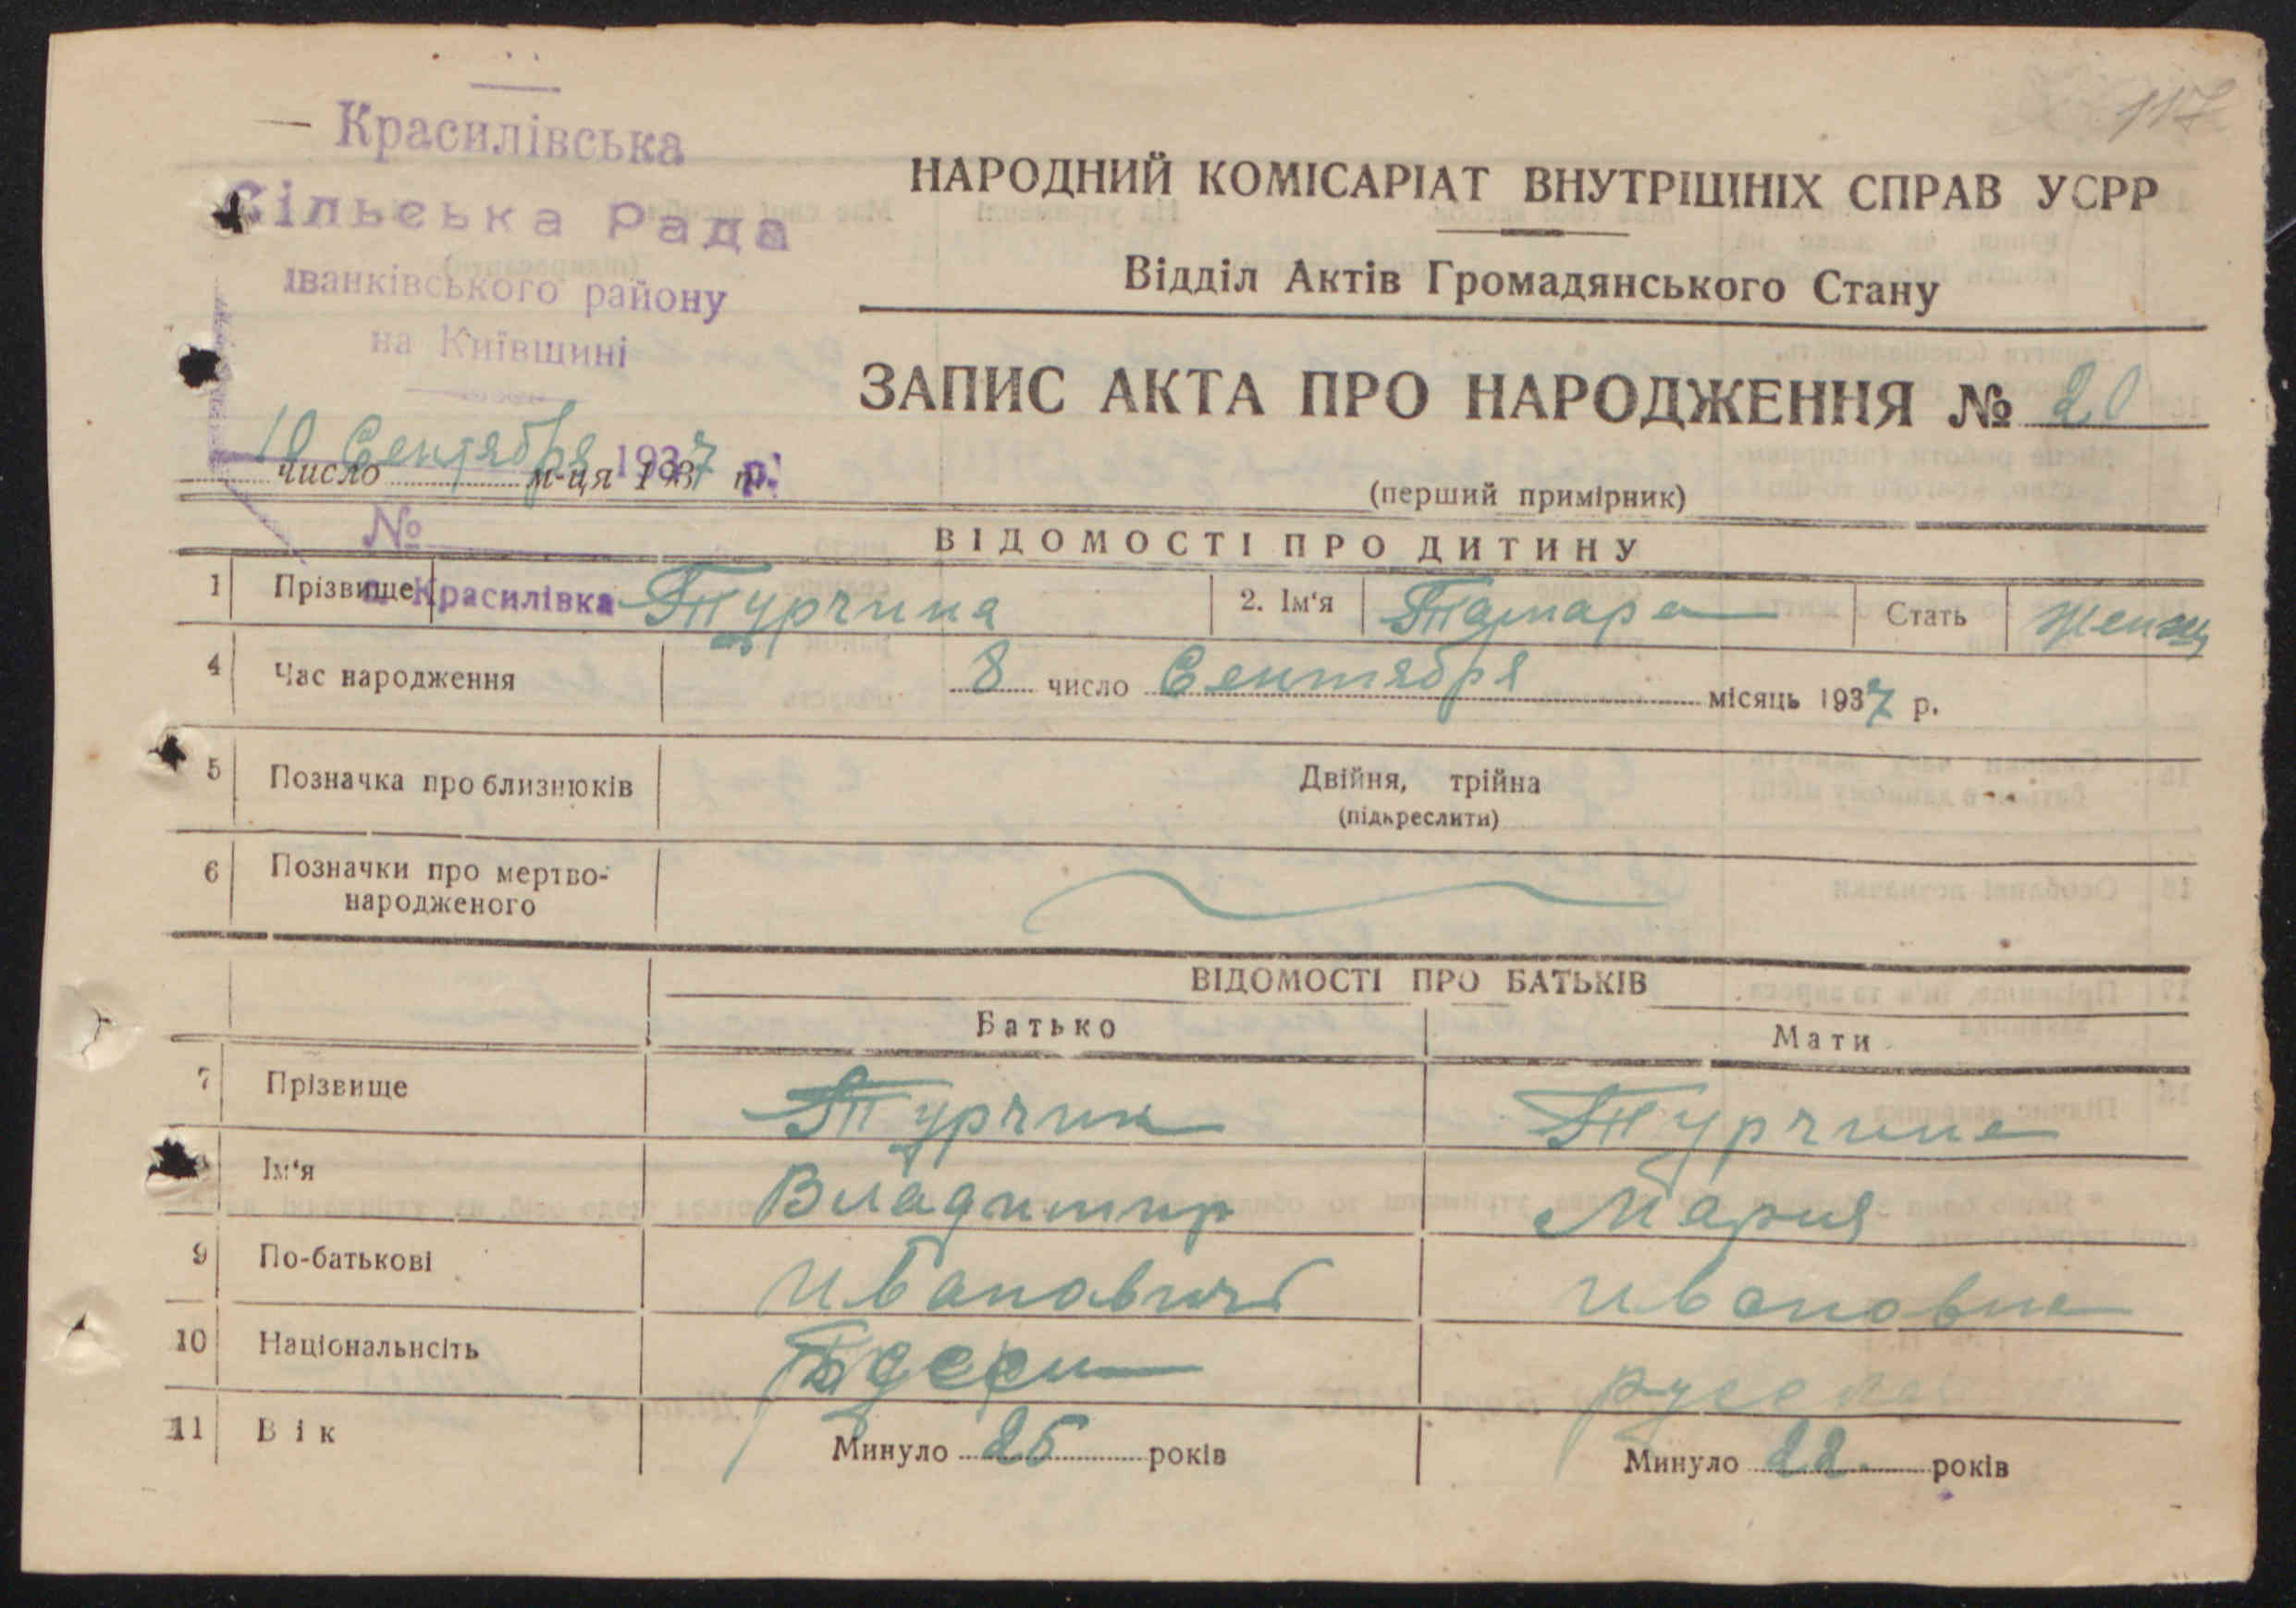 117
Красилівська
Сільська Рада
Іванківського району
на Київщині
НАРОДНИЙ КОМІСАРІАТ ВНУТРІШНІХ СПРАВ УСРР
Відділ Актів Громадянського Стану
ЗАПИС АКТА ПРО НАРОДЖЕННЯ № 20
10 число Сентября м-ця 1937 р.
(перший примірник)
№
с. Красилівка
ВІДОМОСТІ ПРО ДИТИНУ
1 Прізвище Турчина 2. Ім'я Тамара Стать
4 Час народження 8 число Сентября місяць 1937 р.
5 Позначка про близнюків Двійня, трійна
(підкреслити)
6 Позначки про мертво-
народженого
ВІДОМОСТІ ПРО БАТЬКІВ
Батько Мати
7 Прізвище Турчин Турчина
Ім'я Владимир Мария
9 По-батькові Иванович Ивановна
10 Національнсіть
11 Вік Минуло 25 років Минуло 22 років